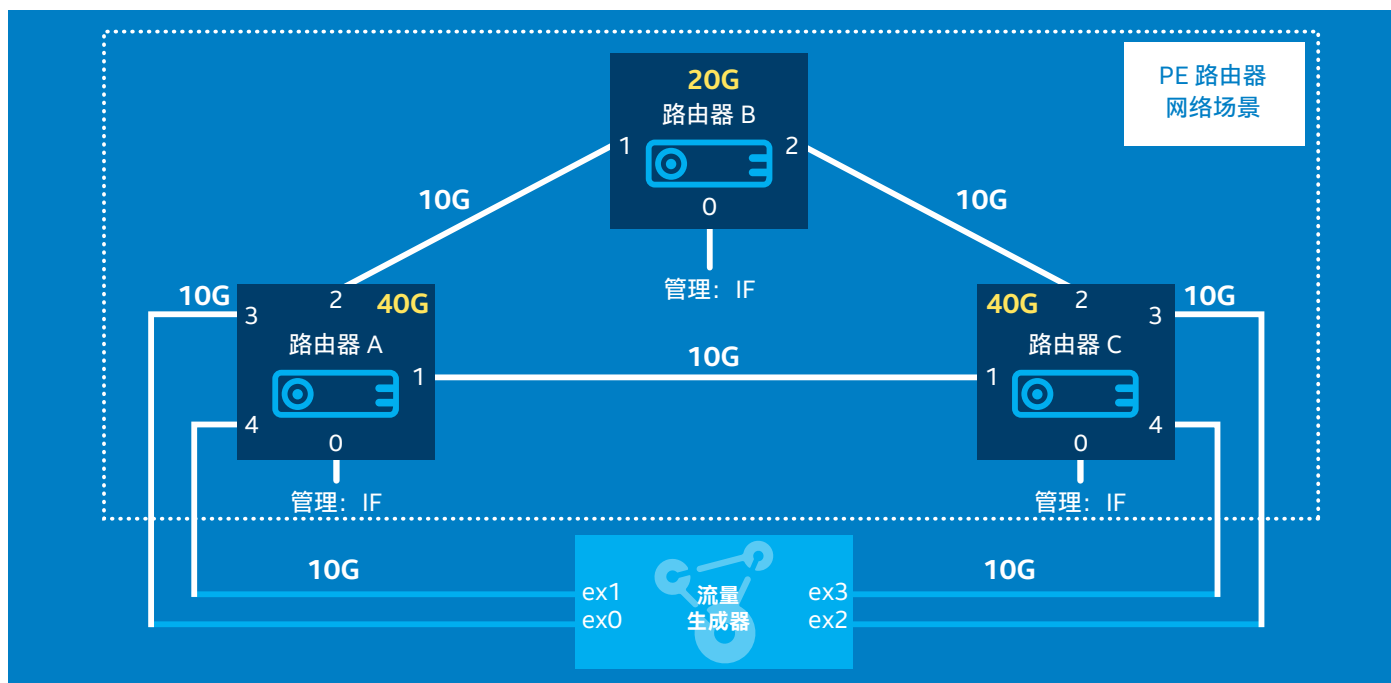 PE 路由器
网络场景
20G
路由器 B
1
2
0
10G
10G
管理：IF
10G
3
2
40G
路由器 A
1
4
0
管理：IF
10G
40G
2
3
10G
路由器 C
1
4
0
管理：IF
10G
10G
ex1
ex0
流量
生成器
ex3
ex2